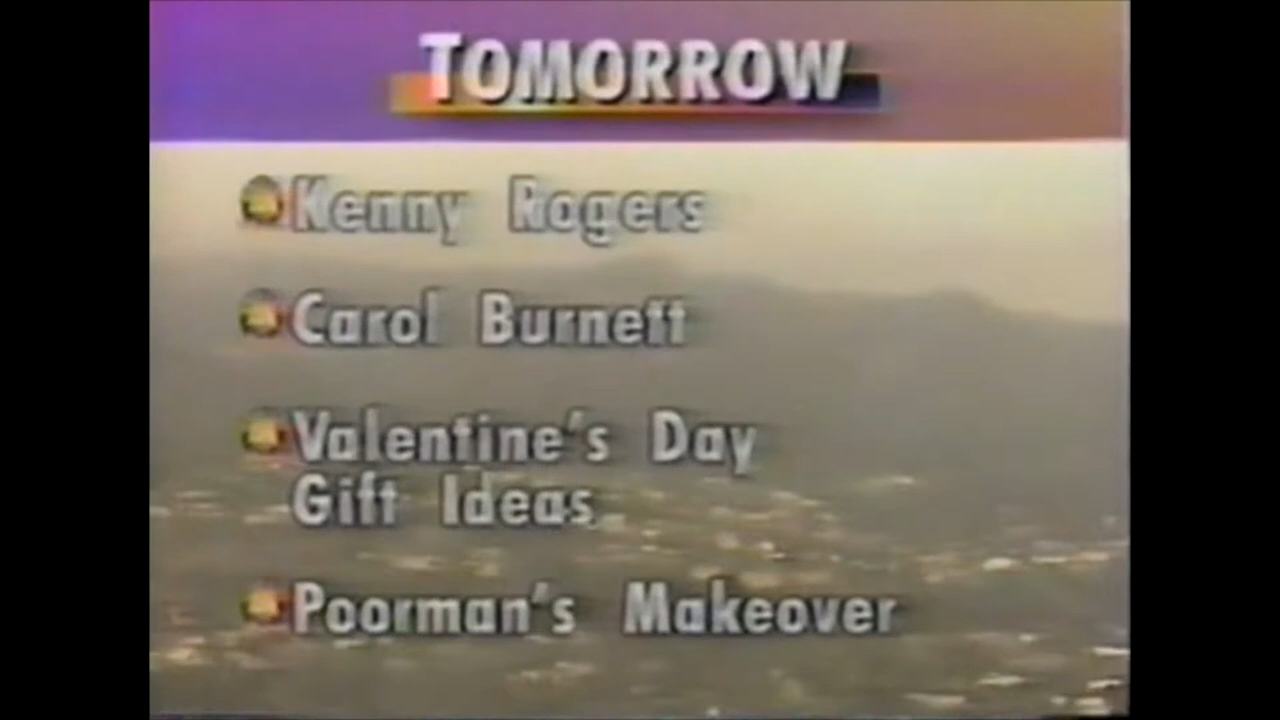 TOMORROW
Kenny Rogers
Carol Burnett
Valentine's Day
Gift Ideas
Poorman's Makeover